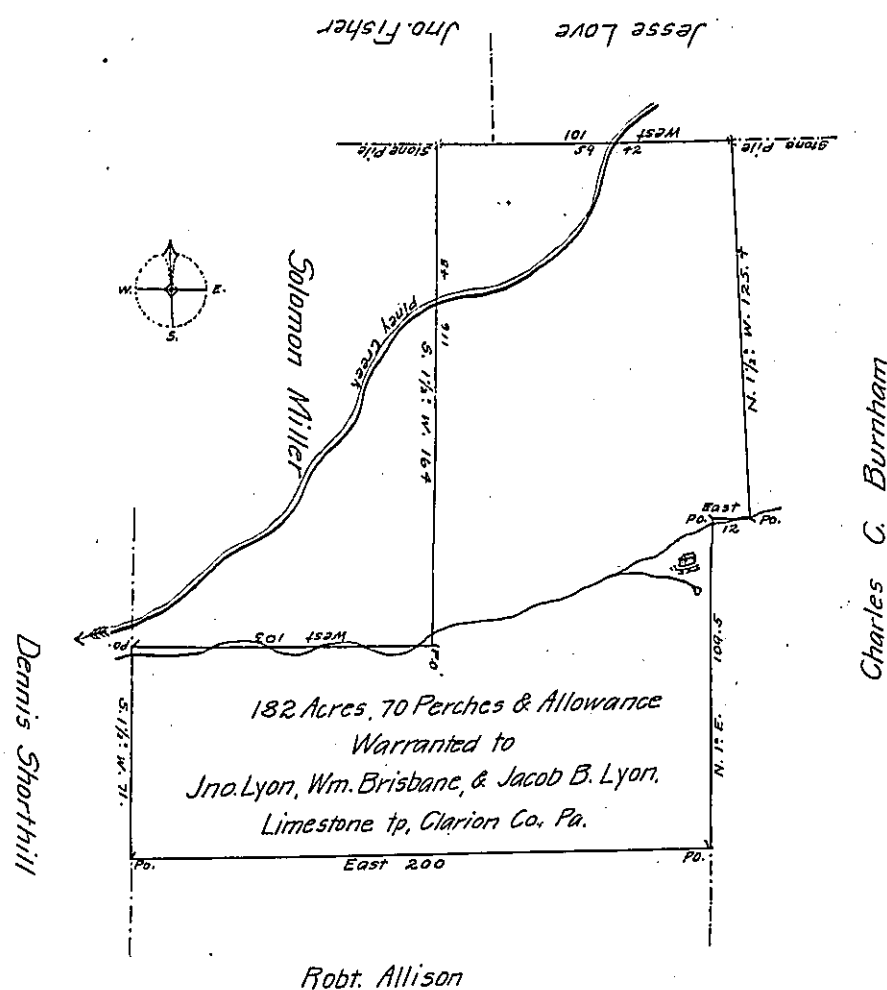 Jno. Fisher
Jesse Love
West
101
59
42
Stone Pile
Stone Pile
W.
E.
S.
Solomon Miller
Piney Creek
48
116
S. 1½° W. 164
N. 1½° W. 125.4
Charles C. Burnham
East
Po.
12
Po.
West 103
Po.
Po.
N. 1° E. 109.5
Dennis Shorthill
S. 1½° W. 71.
182 Acres, 70 Perches & Allowance
Warranted to
Jno. Lyon, Wm. Brisbane, & Jacob B. Lyon.
Limestone tp, Clarion Co, Pa.
Po.
East 200
Po.
Robt. Allison